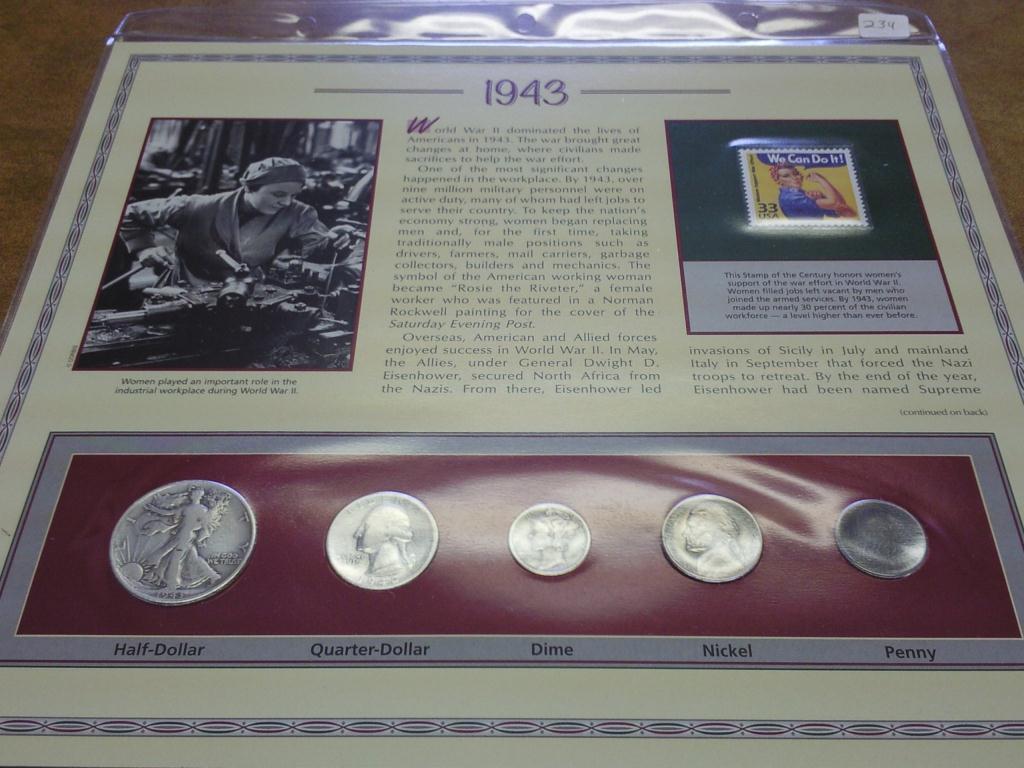 234
1943
World War II dominated the lives of
Americans in 1943. The war brought great
changes at home, where civilians made
sacrifices to help the war effort.
One of the most significant changes
happened in the workplace. By 1943, over
nine million military personnel were on
active duty, many of whom had left jobs to
serve their country. To keep the nation's
economy strong, women began replacing
men and, for the first time, taking
traditionally male positions such as
drivers, farmers, mail carriers, garbage
collectors, builders and mechanics. The
symbol of the American working woman
became "Rosie the Riveter," a female
worker who was featured in a Norman
Rockwell painting for the cover of the
Saturday Evening Post.
Overseas, American and Allied forces
enjoyed success in World War II. In May,
the Allies, under General Dwight D.
Eisenhower, secured North Africa from
the Nazis. From there, Eisenhower led
Women played an important role in the
industrial workplace during World War II.
We Can Do It!
33
USA
This Stamp of the Century honors women's
support of the war effort in World War II.
Women filled jobs left vacant by men who
joined the armed services. By 1943, women
made up nearly 30 percent of the civilian
workforce — a level higher than ever before.
invasions of Sicily in July and mainland
Italy in September that forced the Nazi
troops to retreat. By the end of the year,
Eisenhower had been named Supreme
(continued on back)
IN GOD
WE TRUST
1943
Half-Dollar
Quarter-Dollar
Dime
Nickel
Penny